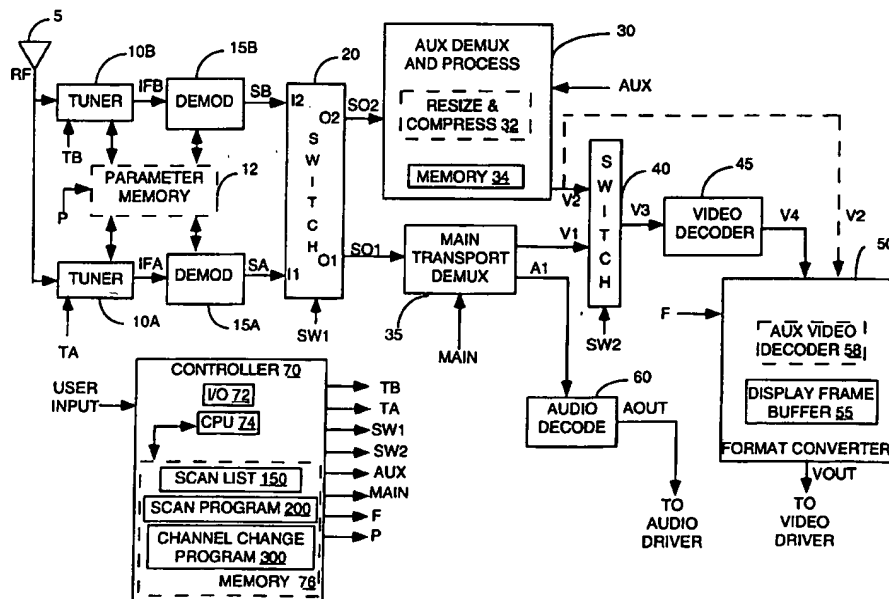 5
RF
10B
TUNER
IFB
15B
DEMOD
SB
TB
P
PARAMETER
MEMORY
12
TUNER
IFA
DEMOD
SA
10A
15A
TA
20
I2
O2
SWITCH
O1
I1
SW1
SO2
SO1
30
AUX DEMUX
AND PROCESS
RESIZE &
COMPRESS 32
MEMORY 34
AUX
V2
MAIN
TRANSPORT
DEMUX
35
MAIN
V1
A1
SWITCH
40
SW2
V3
45
VIDEO
DECODER
V4
V2
50
F
AUX VIDEO
DECODER 58
DISPLAY FRAME
BUFFER 55
FORMAT CONVERTER
VOUT
TO
VIDEO
DRIVER
60
AUDIO
DECODE
AOUT
TO
AUDIO
DRIVER
USER
INPUT
CONTROLLER 70
I/O 72
CPU 74
SCAN LIST 150
SCAN PROGRAM 200
CHANNEL CHANGE
PROGRAM 300
MEMORY 76
TB
TA
SW1
SW2
AUX
MAIN
F
P